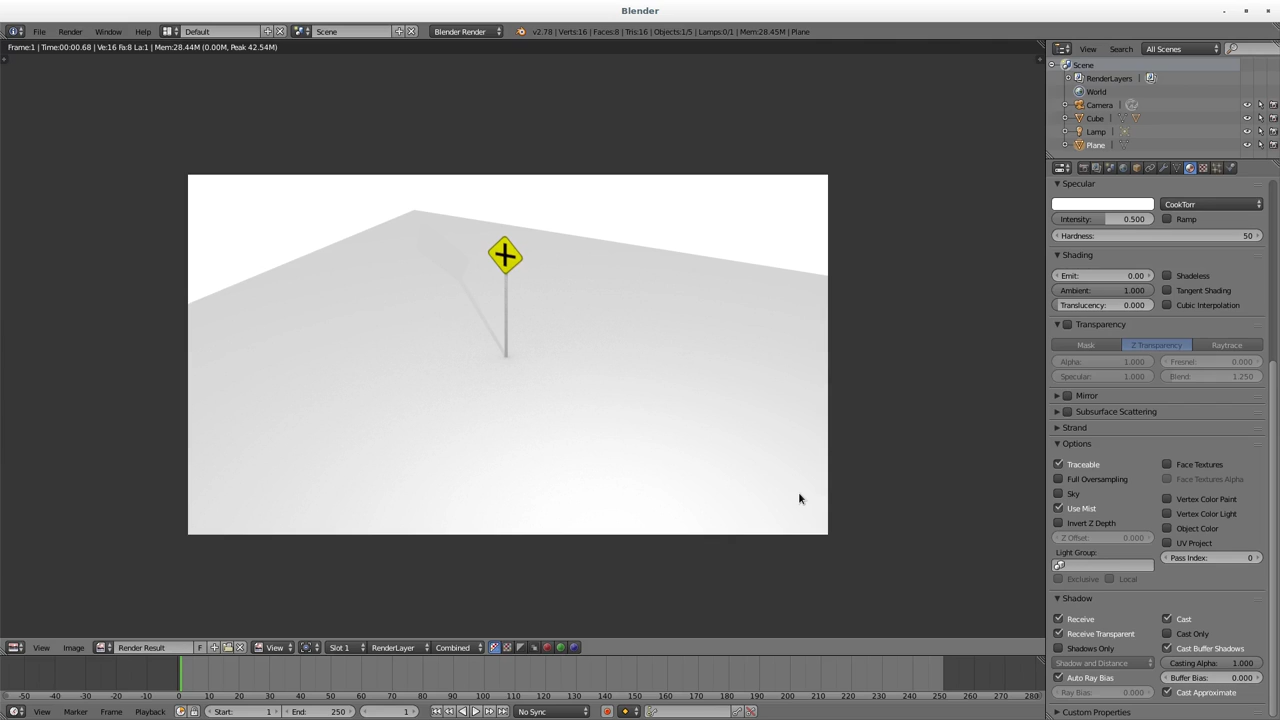 Blender
File Render Window Help Default Scene Blender Render v2.78 | Verts:16 | Faces:8 | Tris:16 | Objects:1/5 | Lamps:0/1 | Mem:28.45M | Plane
Frame:1 | Time:00:00.68 | Ve:16 Fa:8 La:1 | Mem:28.44M (0.00M, Peak 42.54M)
View Search All Scenes
Scene
RenderLayers
World
Camera
Cube
Lamp
Plane
Specular
CookTorr
Intensity: 0.500 Ramp
Hardness: 50
Shading
Emit: 0.00 Shadeless
Ambient: 1.000 Tangent Shading
Translucency: 0.000 Cubic Interpolation
Transparency
Mask Z Transparency Raytrace
Alpha: 1.000 Fresnel: 0.000
Specular: 1.000 Blend: 1.250
Mirror
Subsurface Scattering
Strand
Options
Traceable Face Textures
Full Oversampling Face Textures Alpha
Sky Vertex Color Paint
Use Mist Vertex Color Light
Invert Z Depth Object Color
Z Offset: 0.000 UV Project
Light Group: Pass Index: 0
Exclusive Local
Shadow
Receive Cast
Receive Transparent Cast Only
Shadows Only Cast Buffer Shadows
Shadow and Distance Casting Alpha: 1.000
Auto Ray Bias Buffer Bias: 0.000
Ray Bias: 0.000 Cast Approximate
Custom Properties
View Image Render Result F View Slot 1 RenderLayer Combined
-50 -40 -30 -20 -10 0 10 20 30 40 50 60 70 80 90 100 110 120 130 140 150 160 170 180 190 200 210 220 230 240 250 260 270 280
View Marker Frame Playback Start: 1 End: 250 1 No Sync